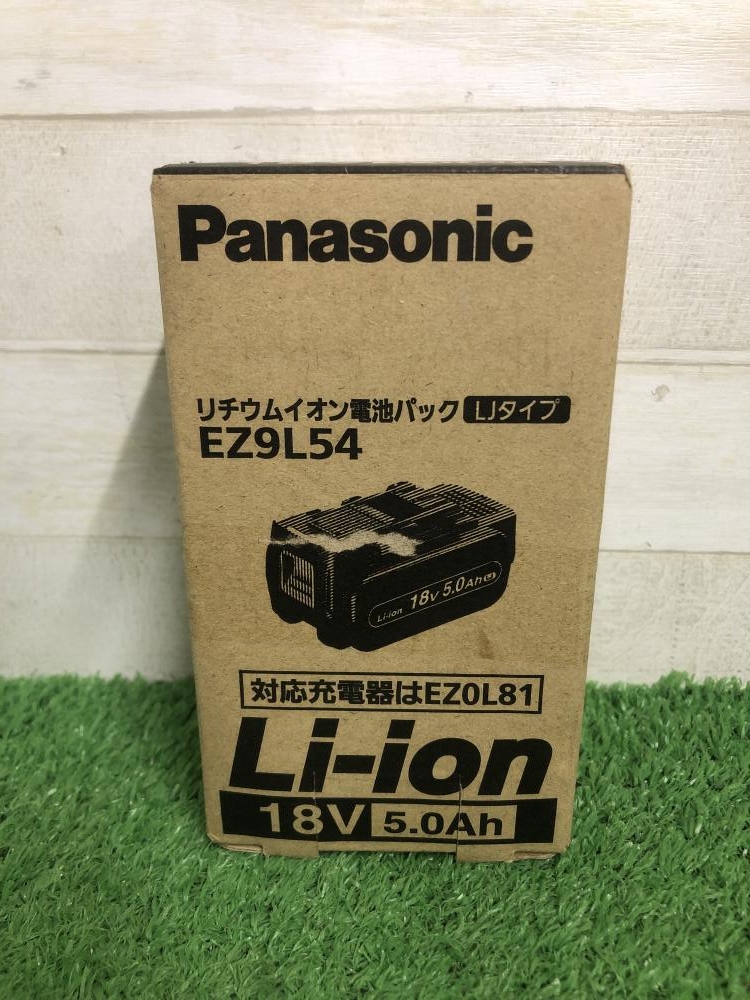 Panasonic
リチウムイオン電池パック LJタイプ
EZ9L54
Li-ion 18V 5.0Ah LJ
対応充電器はEZ0L81
Li-ion
18V 5.0Ah